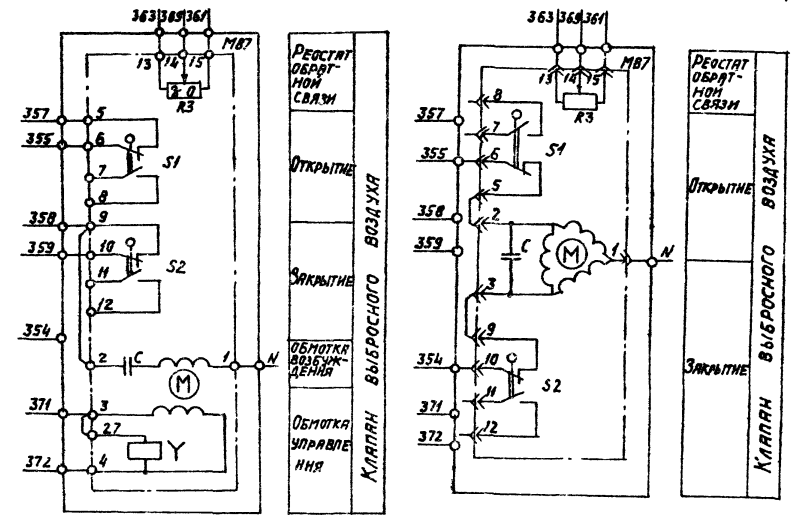 363 369 361
МВ7
13 14 15
R3
357
5
355
6
S1
7
8
358
9
359
10
S2
11
12
354
2
C
1
N
М
371
3
27
Y
372
4
РЕОСТАТ
ОБРАТ-
НОЙ
СВЯЗИ
ОТКРЫТИЕ
ЗАКРЫТИЕ
ОБМОТКА
ВОЗБУЖ-
ДЕНИЯ
ОБМОТКА
УПРАВЛЕ
НИЯ
КЛАПАН ВЫБРОСНОГО ВОЗДУХА
363 369 361
МВ7
13 14 15
R3
8
357
7
S1
355
6
5
358
2
359
C
М
1
N
3
9
354
10
S2
371
11
372
12
РЕОСТАТ
ОБРАТ-
НОЙ
СВЯЗИ
ОТКРЫТИЕ
ЗАКРЫТИЕ
КЛАПАН ВЫБРОСНОГО ВОЗДУХА